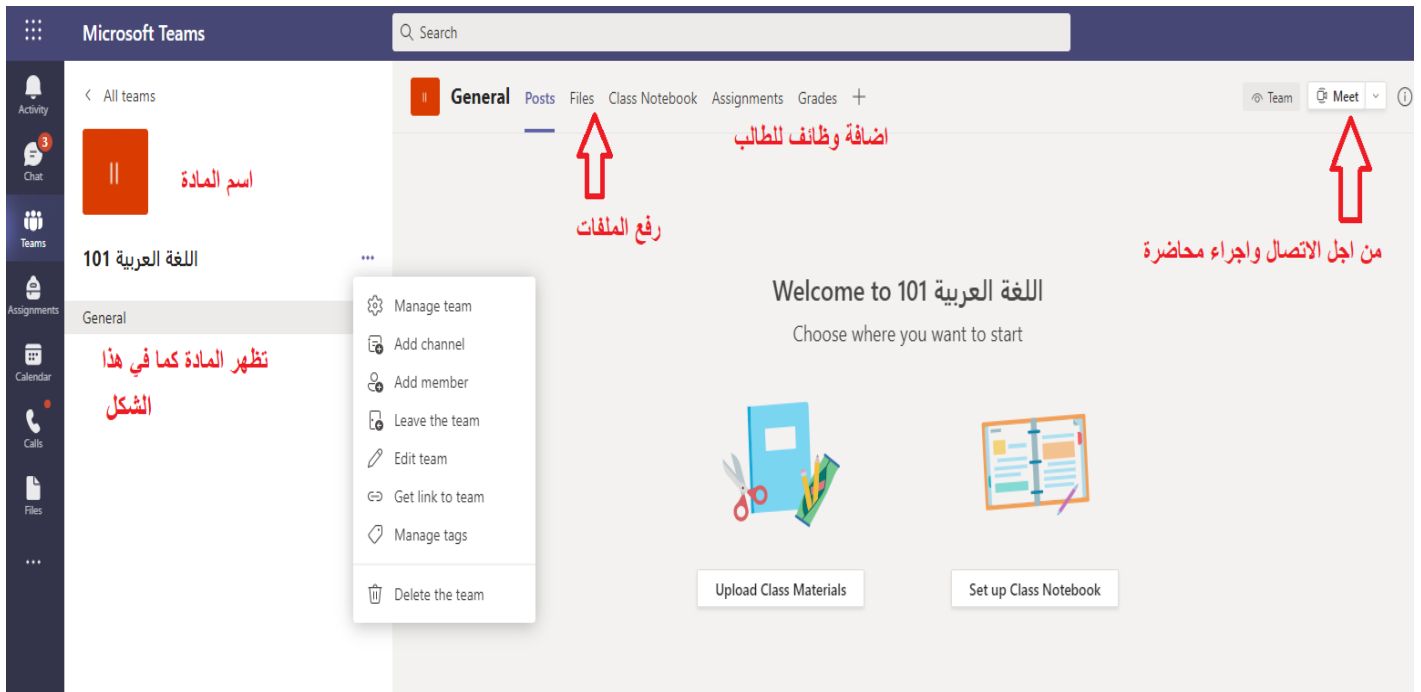 Microsoft Teams
Search
Activity
3
Chat
Teams
Assignments
Calendar
Calls
Files
All teams
اا
اسم المادة
اللغة العربية 101
General
تظهر المادة كما في هذا
الشكل
Manage team
Add channel
Add member
Leave the team
Edit team
Get link to team
Manage tags
Delete the team
اا
General Posts Files Class Notebook Assignments Grades
Team
Meet
اضافة وظائف للطالب
رفع الملفات
من اجل الاتصال واجراء محاضرة
Welcome to اللغة العربية 101
Choose where you want to start
Upload Class Materials
Set up Class Notebook